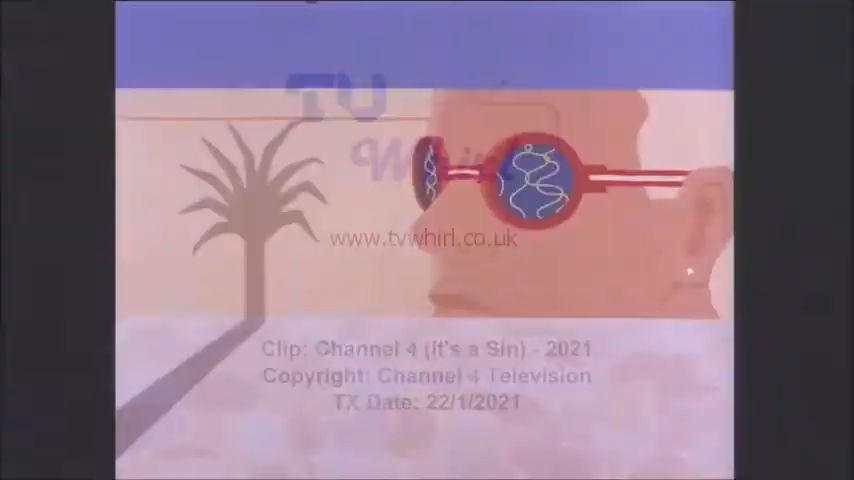 TV
Whirl
www.tvwhirl.co.uk
Clip: Channel 4 (It's a Sin) - 2021
Copyright: Channel 4 Television
TX Date: 22/1/2021